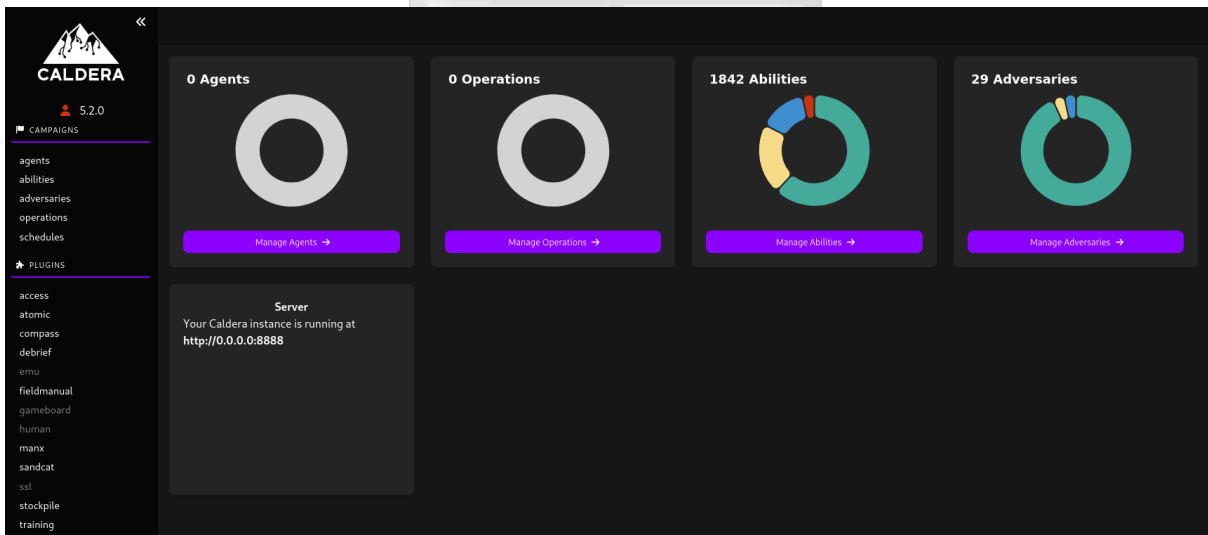 CALDERA
5.2.0
CAMPAIGNS
agents
abilities
adversaries
operations
schedules
PLUGINS
access
atomic
compass
debrief
emu
fieldmanual
gameboard
human
manx
sandcat
ssl
stockpile
training
0 Agents
Manage Agents →
0 Operations
Manage Operations →
1842 Abilities
Manage Abilities →
29 Adversaries
Manage Adversaries →
Server
Your Caldera instance is running at
http://0.0.0.0:8888